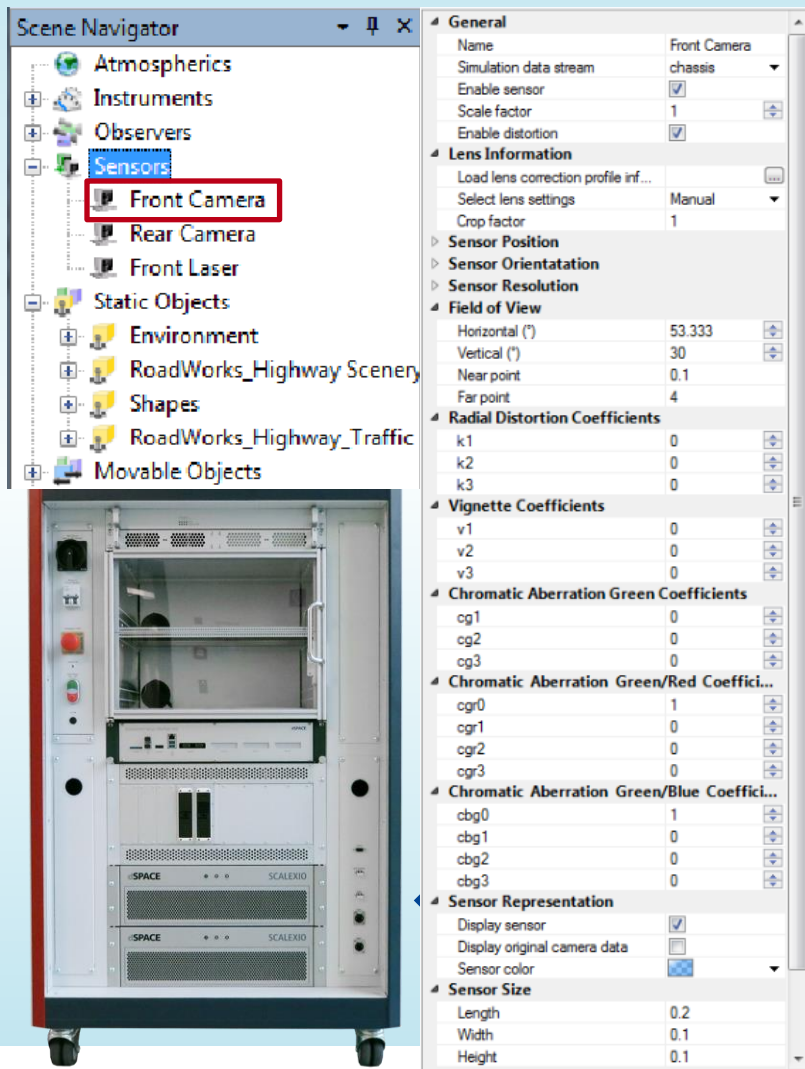 Scene Navigator
Atmospherics
Instruments
Observers
Sensors
Front Camera
Rear Camera
Front Laser
Static Objects
Environment
RoadWorks_Highway Scenery
Shapes
RoadWorks_Highway_Traffic
Movable Objects
dSPACE
dSPACE SCALEXIO
dSPACE SCALEXIO
General
Name Front Camera
Simulation data stream chassis
Enable sensor
Scale factor 1
Enable distortion
Lens Information
Load lens correction profile inf... ...
Select lens settings Manual
Crop factor 1
Sensor Position
Sensor Orientatation
Sensor Resolution
Field of View
Horizontal (°) 53.333
Vertical (°) 30
Near point 0.1
Far point 4
Radial Distortion Coefficients
k1 0
k2 0
k3 0
Vignette Coefficients
v1 0
v2 0
v3 0
Chromatic Aberration Green Coefficients
cg1 0
cg2 0
cg3 0
Chromatic Aberration Green/Red Coeffici...
cgr0 1
cgr1 0
cgr2 0
cgr3 0
Chromatic Aberration Green/Blue Coeffici...
cbg0 1
cbg1 0
cbg2 0
cbg3 0
Sensor Representation
Display sensor
Display original camera data
Sensor color
Sensor Size
Length 0.2
Width 0.1
Height 0.1